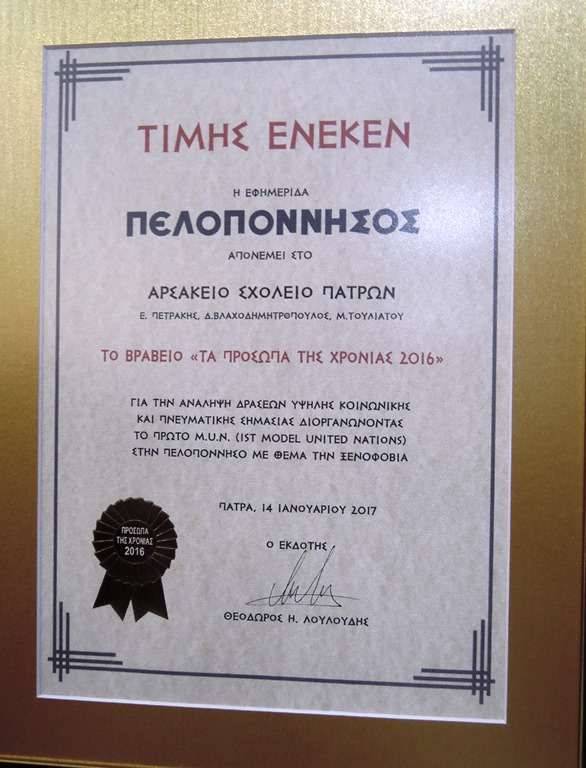 ΤΙΜΗΣ ΕΝΕΚΕΝ
Η ΕΦΗΜΕΡΙΔΑ
ΠΕΛΟΠΟΝΝΗΣΟΣ
ΑΠΟΝΕΜΕΙ ΣΤΟ
ΑΡΣΑΚΕΙΟ ΣΧΟΛΕΙΟ ΠΑΤΡΩΝ
Ε. ΠΕΤΡΑΚΗΣ, Δ.ΒΛΑΧΟΔΗΜΗΤΡΟΠΟΥΛΟΣ, Μ.ΤΟΥΛΙΑΤΟΥ
ΤΟ ΒΡΑΒΕΙΟ «ΤΑ ΠΡΟΣΩΠΑ ΤΗΣ ΧΡΟΝΙΑΣ 2016»
ΓΙΑ ΤΗΝ ΑΝΑΛΗΨΗ ΔΡΑΣΕΩΝ ΥΨΗΛΗΣ ΚΟΙΝΩΝΙΚΗΣ
ΚΑΙ ΠΝΕΥΜΑΤΙΚΗΣ ΣΗΜΑΣΙΑΣ ΔΙΟΡΓΑΝΩΝΟΝΤΑΣ
ΤΟ ΠΡΩΤΟ M.U.N. (1ST MODEL UNITED NATIONS)
ΣΤΗΝ ΠΕΛΟΠΟΝΝΗΣΟ ΜΕ ΘΕΜΑ ΤΗΝ ΞΕΝΟΦΟΒΙΑ
ΠΑΤΡΑ, 14 ΙΑΝΟΥΑΡΙΟΥ 2017
ΠΡΟΣΩΠΑ
ΤΗΣ ΧΡΟΝΙΑΣ
2016
Ο ΕΚΔΟΤΗΣ
ΘΕΟΔΩΡΟΣ Η. ΛΟΥΛΟΥΔΗΣ